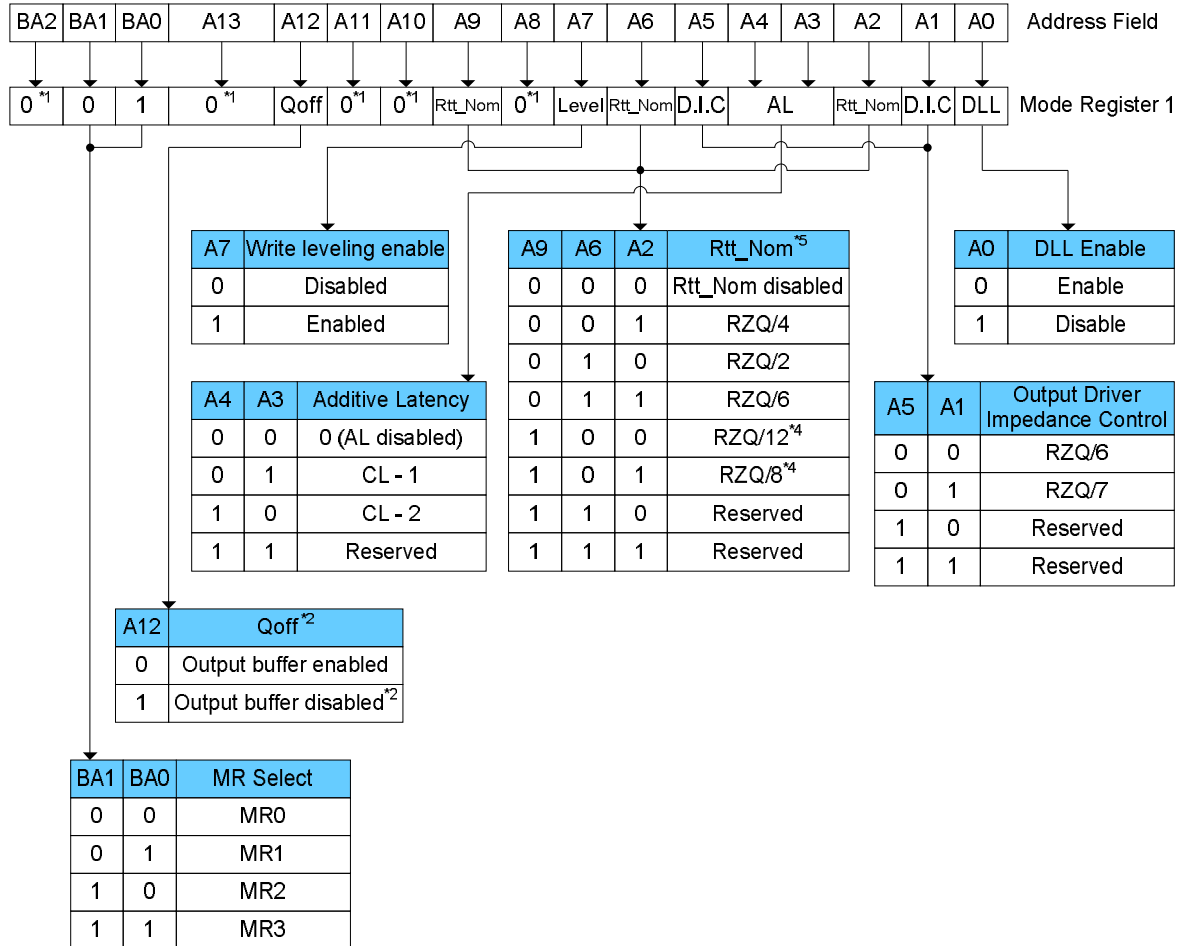 BA2 BA1 BA0 A13 A12 A11 A10 A9 A8 A7 A6 A5 A4 A3 A2 A1 A0 Address Field
0*1 0 1 0*1 Qoff 0*1 0*1 Rtt_Nom 0*1 Level Rtt_Nom D.I.C AL Rtt_Nom D.I.C DLL Mode Register 1
A7 Write leveling enable
0 Disabled
1 Enabled
A9 A6 A2 Rtt_Nom*5
0 0 0 Rtt_Nom disabled
0 0 1 RZQ/4
0 1 0 RZQ/2
0 1 1 RZQ/6
1 0 0 RZQ/12*4
1 0 1 RZQ/8*4
1 1 0 Reserved
1 1 1 Reserved
A0 DLL Enable
0 Enable
1 Disable
A4 A3 Additive Latency
0 0 0 (AL disabled)
0 1 CL - 1
1 0 CL - 2
1 1 Reserved
A5 A1 Output Driver
Impedance Control
0 0 RZQ/6
0 1 RZQ/7
1 0 Reserved
1 1 Reserved
A12 Qoff*2
0 Output buffer enabled
1 Output buffer disabled*2
BA1 BA0 MR Select
0 0 MR0
0 1 MR1
1 0 MR2
1 1 MR3